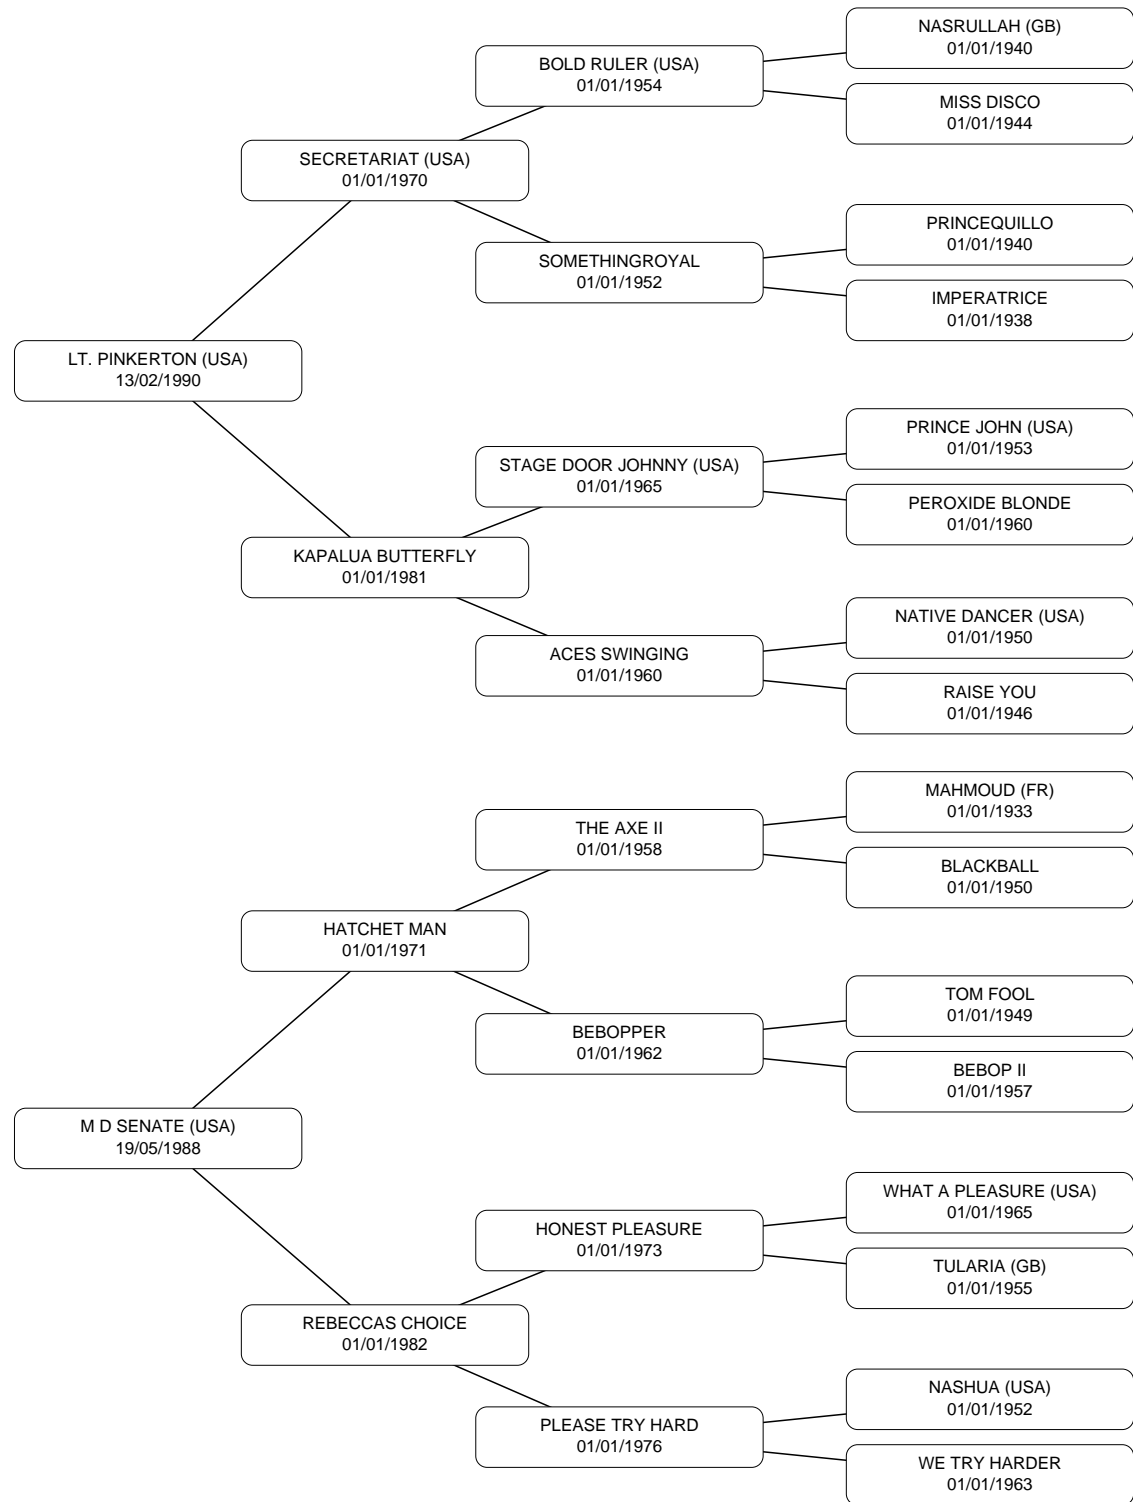 NASRULLAH (GB)
01/01/1940
BOLD RULER (USA)
01/01/1954
MISS DISCO
01/01/1944
SECRETARIAT (USA)
01/01/1970
PRINCEQUILLO
01/01/1940
SOMETHINGROYAL
01/01/1952
IMPERATRICE
01/01/1938
LT. PINKERTON (USA)
13/02/1990
PRINCE JOHN (USA)
01/01/1953
STAGE DOOR JOHNNY (USA)
01/01/1965
PEROXIDE BLONDE
01/01/1960
KAPALUA BUTTERFLY
01/01/1981
NATIVE DANCER (USA)
01/01/1950
ACES SWINGING
01/01/1960
RAISE YOU
01/01/1946
MAHMOUD (FR)
01/01/1933
THE AXE II
01/01/1958
BLACKBALL
01/01/1950
HATCHET MAN
01/01/1971
TOM FOOL
01/01/1949
BEBOPPER
01/01/1962
BEBOP II
01/01/1957
M D SENATE (USA)
19/05/1988
WHAT A PLEASURE (USA)
01/01/1965
HONEST PLEASURE
01/01/1973
TULARIA (GB)
01/01/1955
REBECCAS CHOICE
01/01/1982
NASHUA (USA)
01/01/1952
PLEASE TRY HARD
01/01/1976
WE TRY HARDER
01/01/1963